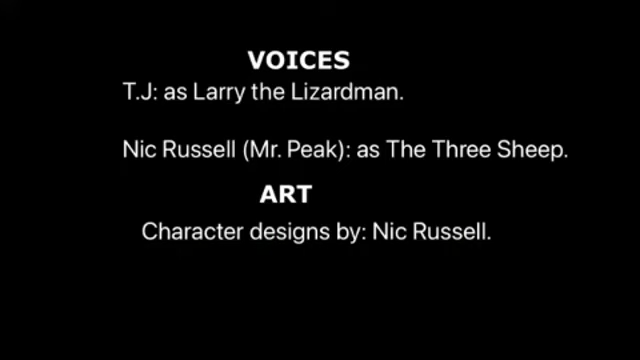 VOICES
T.J: as Larry the Lizardman.
Nic Russell (Mr. Peak): as The Three Sheep.
ART
Character designs by: Nic Russell.